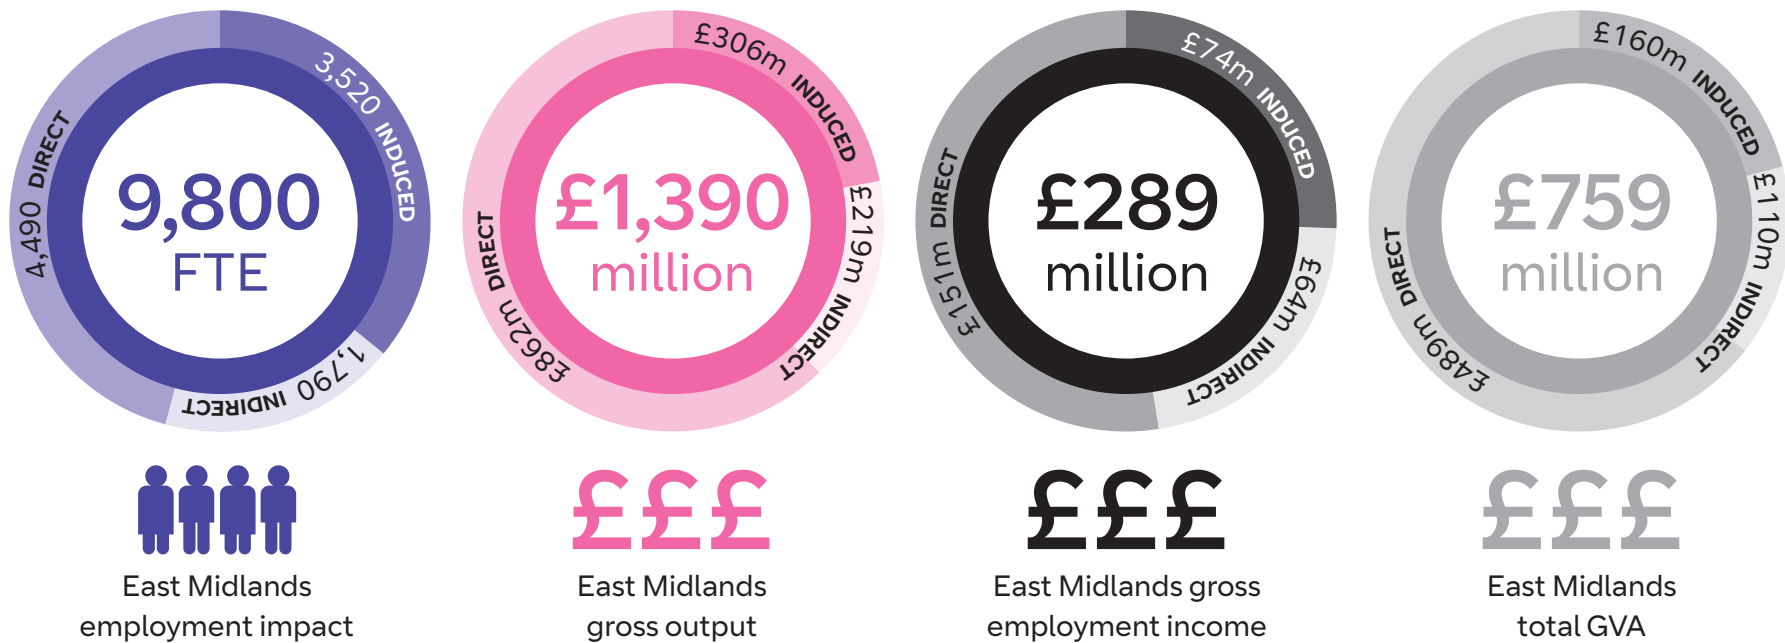 3,520 INDUCED
1,790 INDIRECT
4,490 DIRECT
9,800
FTE
East Midlands
employment impact
£306m INDUCED
£219m INDIRECT
£862m DIRECT
£1,390
million
£££
East Midlands
gross output
£74m INDUCED
£64m INDIRECT
£151m DIRECT
£289
million
£££
East Midlands gross
employment income
£160m INDUCED
£110m INDIRECT
£489m DIRECT
£759
million
£££
East Midlands
total GVA